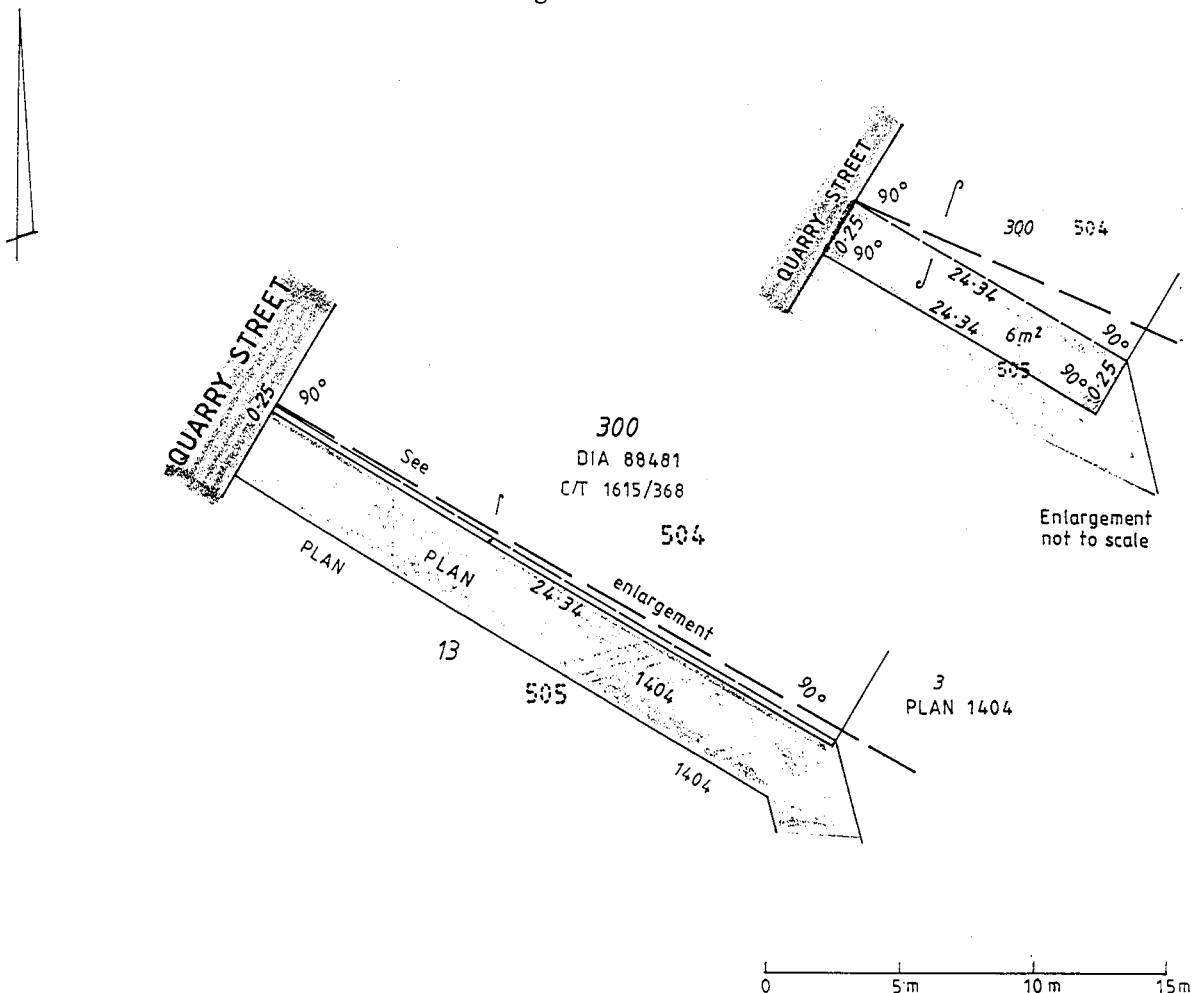 QUARRY STREET
90°
0·25
90°
300 504
24·34
24·34
6m²
90°
90°
0·25
505
Enlargement
not to scale
QUARRY STREET
0·25
90°
See
300
DIA 88481
C/T 1615/368
504
PLAN
PLAN
24·34
enlargement
13
505
1404
90°
3
PLAN 1404
1404
0 5m 10m 15m